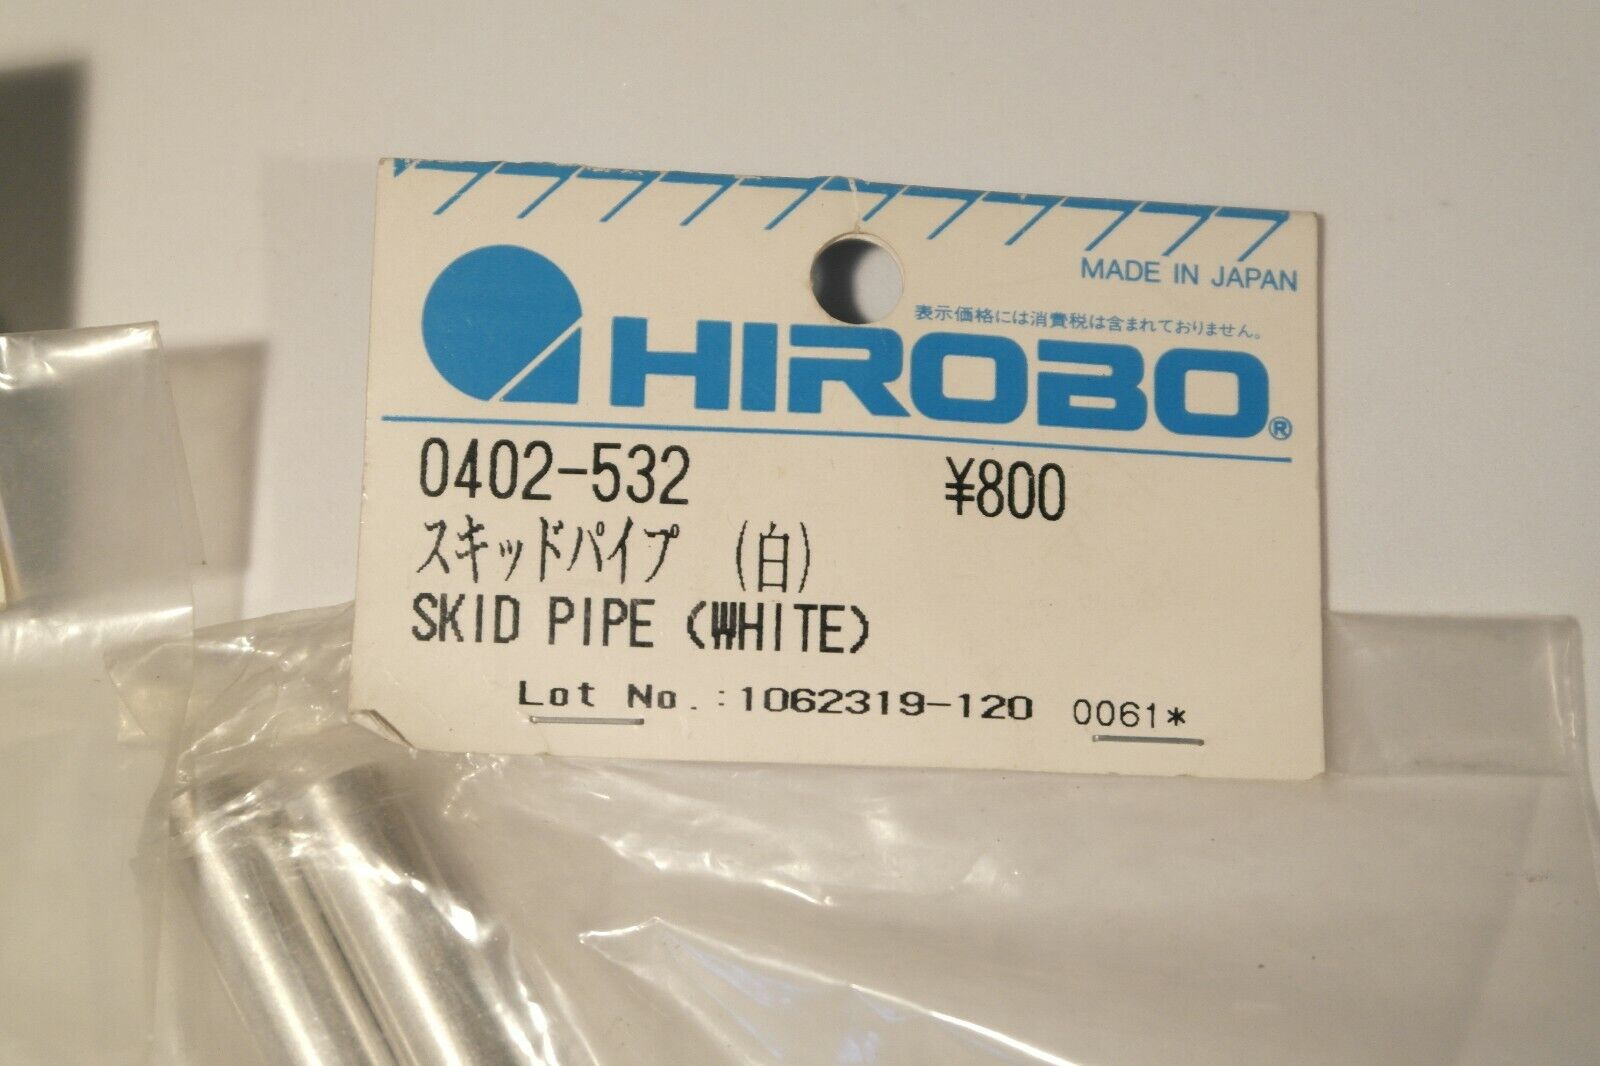 MADE IN JAPAN
表示価格には消費税は含まれておりません。
HIROBO®
0402-532 ¥800
スキッドパイプ (白)
SKID PIPE (WHITE)
Lot No.:1062319-120 0061*